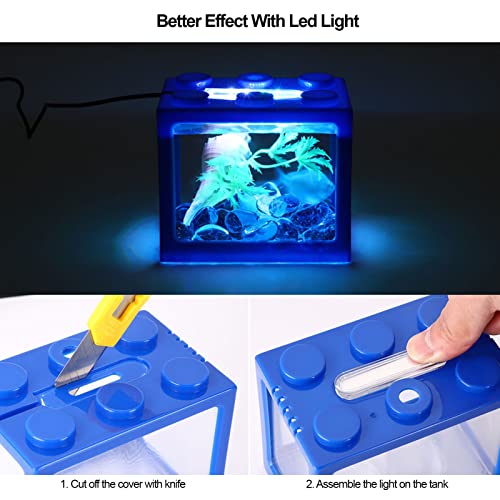 Better Effect With Led Light
1. Cut off the cover with knife
2. Assemble the light on the tank